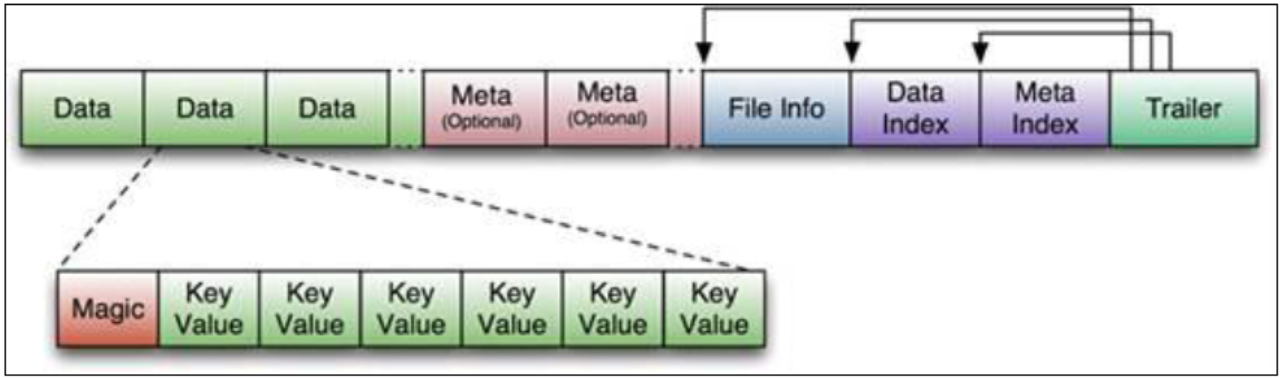 Data
Data
Data
Meta
(Optional)
Meta
(Optional)
File Info
Data
Index
Meta
Index
Trailer
Magic
Key
Value
Key
Value
Key
Value
Key
Value
Key
Value
Key
Value